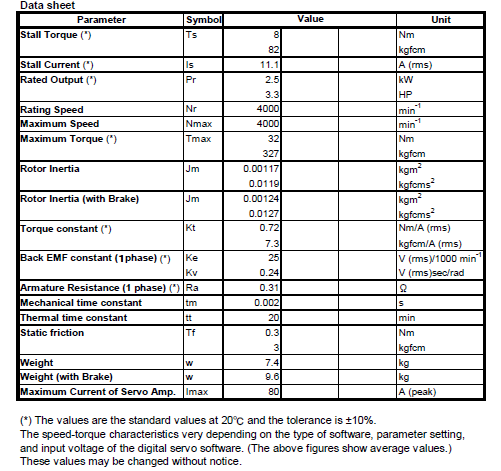 Data sheet
Parameter Symbol Value Unit
Stall Torque (*) Ts 8 Nm
82 kgfcm
Stall Current (*) Is 11.1 A (rms)
Rated Output (*) Pr 2.5 kW
3.3 HP
Rating Speed Nr 4000 min-1
Maximum Speed Nmax 4000 min-1
Maximum Torque (*) Tmax 32 Nm
327 kgfcm
Rotor Inertia Jm 0.00117 kgm2
0.0119 kgfcms2
Rotor Inertia (with Brake) Jm 0.00124 kgm2
0.0127 kgfcms2
Torque constant (*) Kt 0.72 Nm/A (rms)
7.3 kgfcm/A (rms)
Back EMF constant (1phase) (*) Ke 25 V (rms)/1000 min-1
Kv 0.24 V (rms)sec/rad
Armature Resistance (1 phase) (*) Ra 0.31 Ω
Mechanical time constant tm 0.002 s
Thermal time constant tt 20 min
Static friction Tf 0.3 Nm
3 kgfcm
Weight w 7.4 kg
Weight (with Brake) w 9.6 kg
Maximum Current of Servo Amp. Imax 80 A (peak)
(*) The values are the standard values at 20℃ and the tolerance is ±10%.
The speed-torque characteristics very depending on the type of software, parameter setting,
and input voltage of the digital servo software. (The above figures show average values.)
These values may be changed without notice.